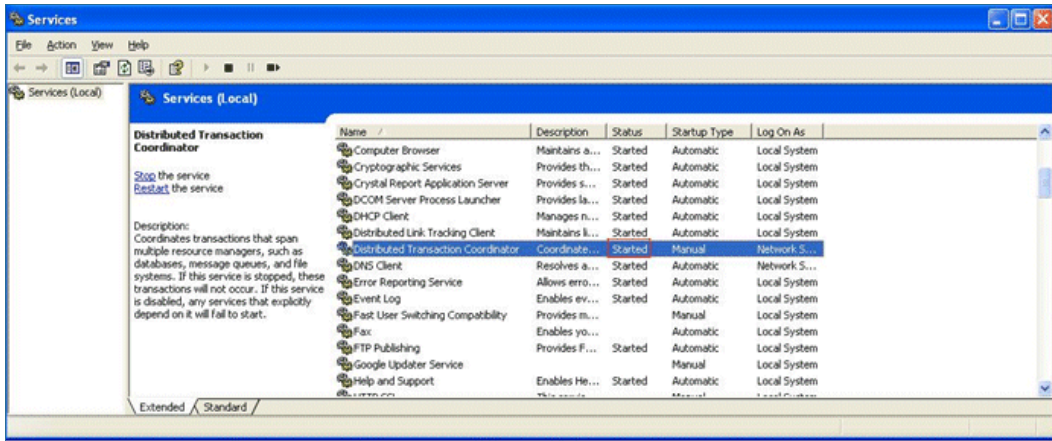 Services
File Action View Help
Services (Local)
Services (Local)
Distributed Transaction
Coordinator
Stop the service
Restart the service
Description:
Coordinates transactions that span
multiple resource managers, such as
databases, message queues, and file
systems. If this service is stopped, these
transactions will not occur. If this service
is disabled, any services that explicitly
depend on it will fail to start.
Name Description Status Startup Type Log On As
Computer Browser Maintains a... Started Automatic Local System
Cryptographic Services Provides th... Started Automatic Local System
Crystal Report Application Server Provides s... Started Automatic Local System
DCOM Server Process Launcher Provides la... Started Automatic Local System
DHCP Client Manages n... Started Automatic Local System
Distributed Link Tracking Client Maintains li... Started Automatic Local System
Distributed Transaction Coordinator Coordinate... Started Manual Network S...
DNS Client Resolves a... Started Automatic Network S...
Error Reporting Service Allows erro... Started Automatic Local System
Event Log Enables ev... Started Automatic Local System
Fast User Switching Compatibility Provides m... Manual Local System
Fax Enables yo... Automatic Local System
FTP Publishing Provides F... Started Automatic Local System
Google Updater Service Manual Local System
Help and Support Enables He... Started Automatic Local System
Extended Standard